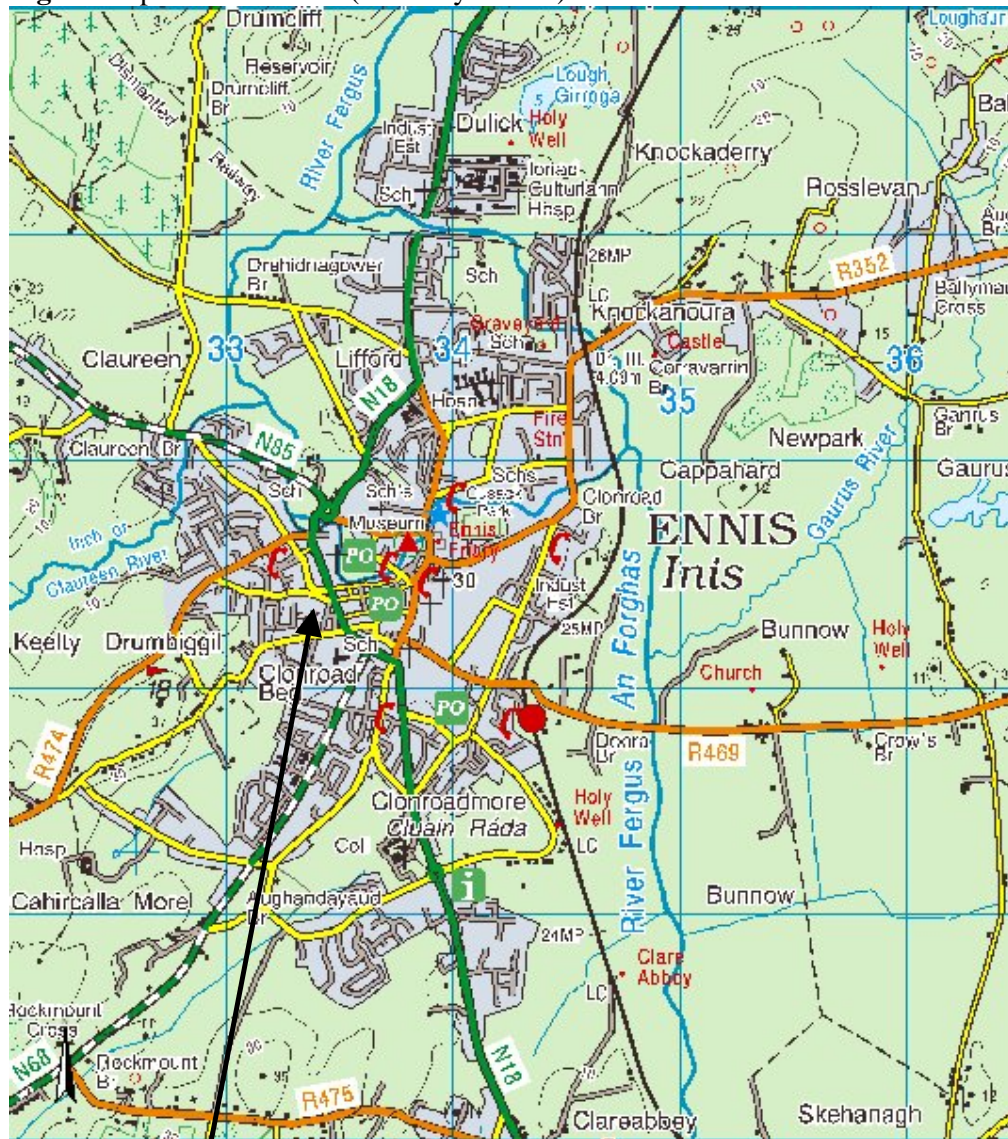 Drumcliff
Reservoir
Drumcliff
Br
Dismantled
Railway
River Fergus
Lough
Girroga
5
Holy
Well
Dulick
Indust
Est
Sch
Hosp
Knockaderry
Rosslevan
R352
26MP
LC
Knockanoura
Drehidnagower
Br
Sch
Graveyard
Sch
Castle
Corravarrin
Br
Claureen
33
Lifford
34
35
36
N18
Hosp
Fire
Stn
Newpark
Gaurus
Br
Claureen Br
N85
Sch
Schs
Schs
Cusack
Park
Cappahard
12
Gaurus River
Clonroad
Br
Museum
Ennis
Friary
ENNIS
Inis
Inch or
Claureen River
PO
PO
30
Indust
Est
25MP
An Forghas
Keelty
Drumbiggil
Sch
Clonroad
Beg
Bunnow
Holy
Well
Church
11
PO
R474
Doora
Br
R469
Crow's
Br
Clonroadmore
Cluain Ráda
Holy
Well
LC
Col
Hosp
Cahircalla More
Aughandayaud
Br
i
River Fergus
Bunnow
24MP
Clare
Abbey
LC
Rockmount
Cross
N68
Rockmount
Br
N18
R475
Clareabbey
Skehanagh